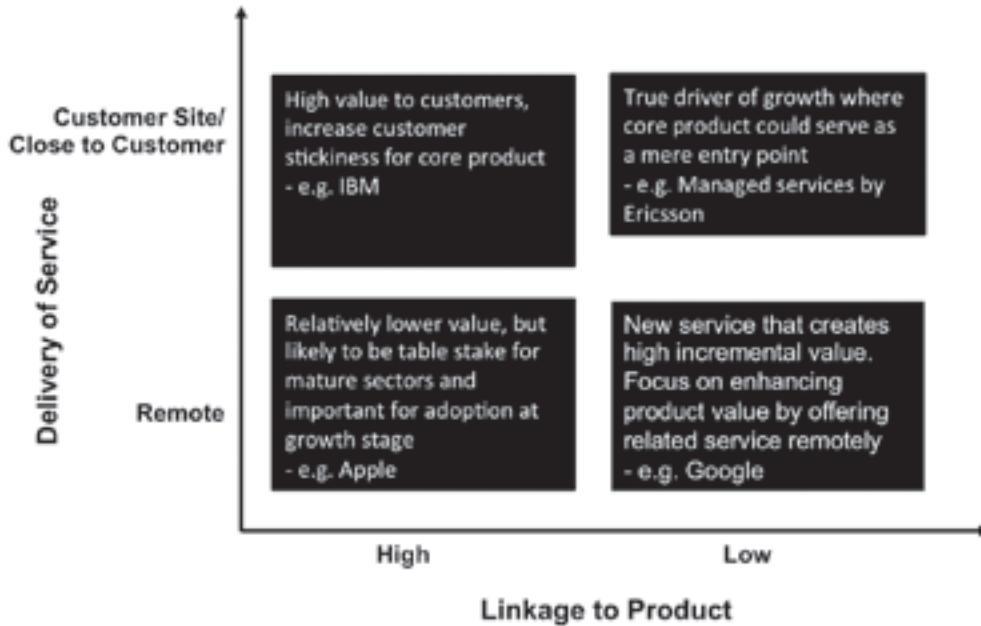 Customer Site/
Close to Customer
High value to customers,
increase customer
stickiness for core product
- e.g. IBM
True driver of growth where
core product could serve as
a mere entry point
- e.g. Managed services by
Ericsson
Delivery of Service
Remote
Relatively lower value, but
likely to be table stake for
mature sectors and
important for adoption at
growth stage
- e.g. Apple
New service that creates
high incremental value.
Focus on enhancing
product value by offering
related service remotely
- e.g. Google
High
Low
Linkage to Product